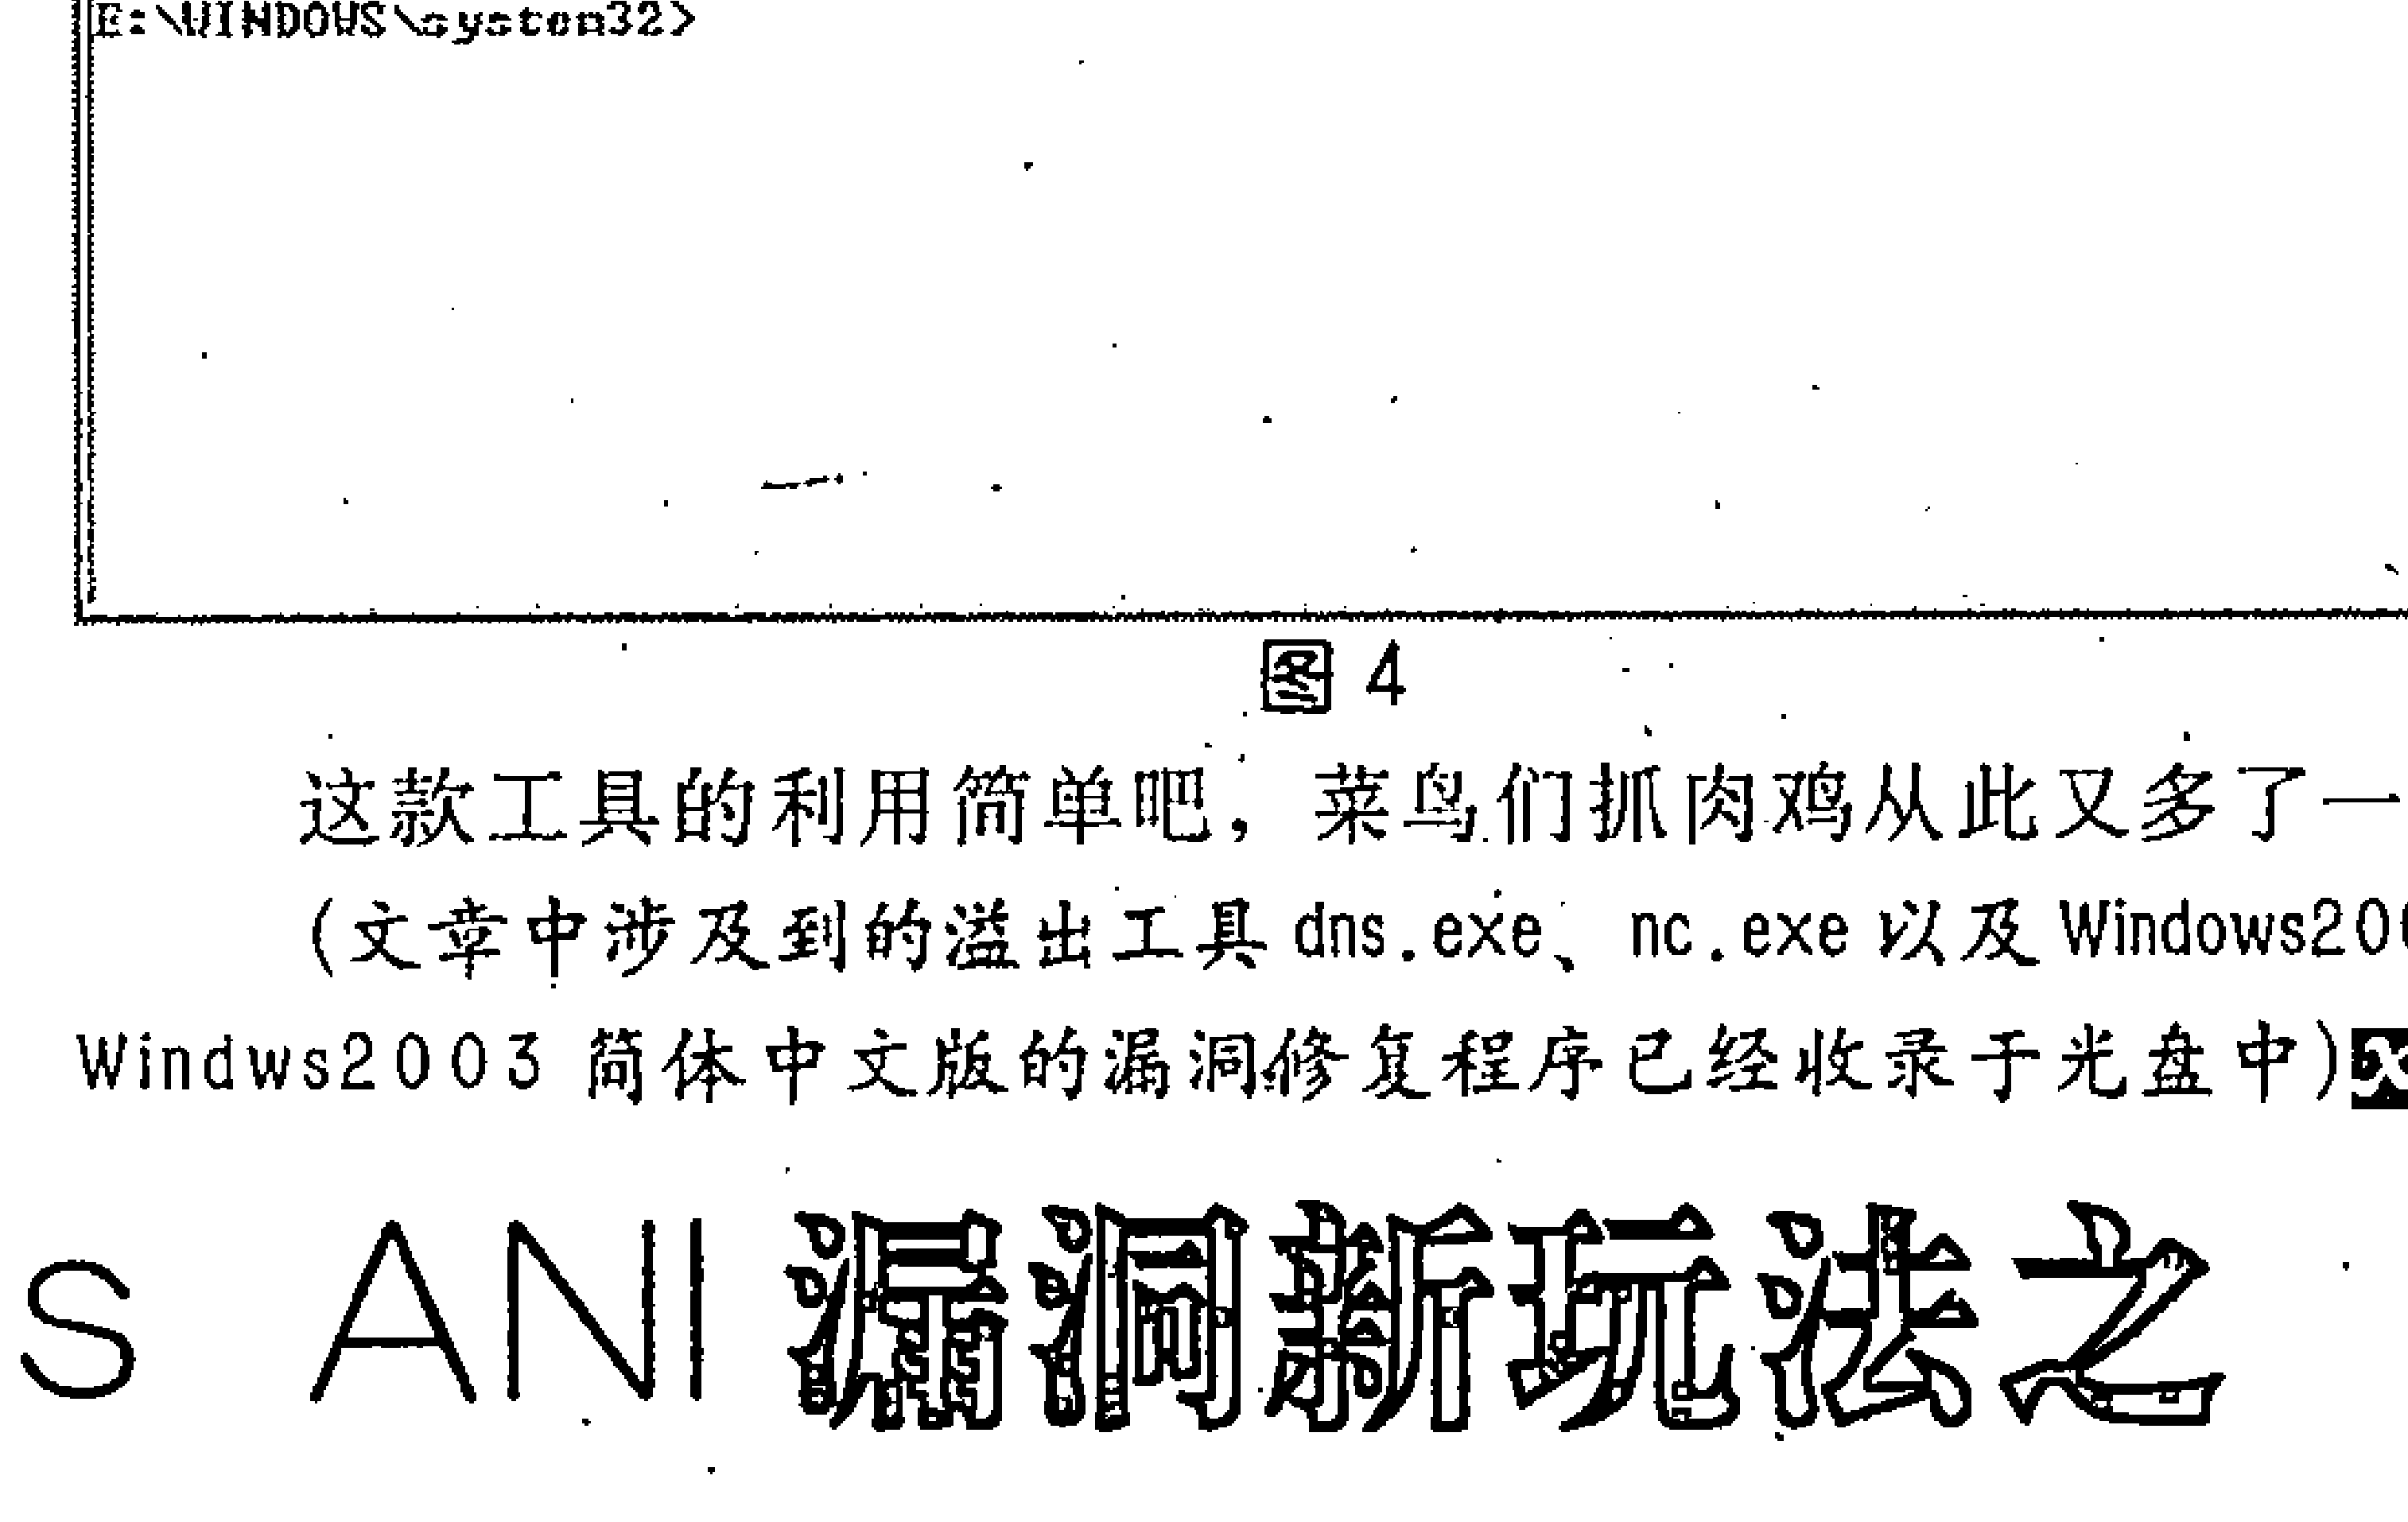 E:\WINDOWS\system32>
图 4
这款工具的利用简单吧，菜鸟们抓肉鸡从此又多了一
(文章中涉及到的溢出工具 dns.exe、nc.exe 以及 Windows20
Windws2003 简体中文版的漏洞修复程序已经收录于光盘中)
s ANI 漏洞新玩法之